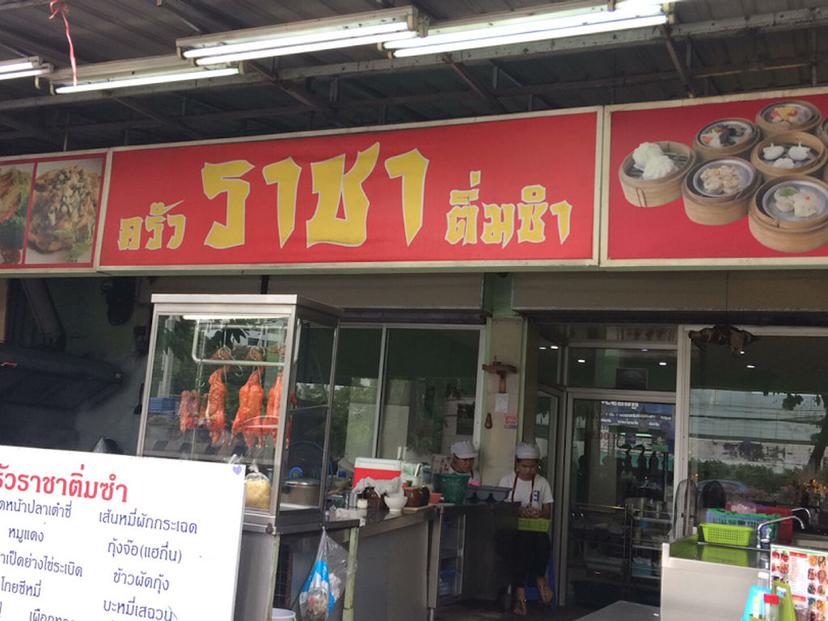 ครัว ราชา ติ่มซำ
ครัวราชาติ่มซำ
ราดหน้าปลาเต้าซี่ เส้นหมี่ผักกระเฉด
หมูแดง กุ้งจ๊อ(แฮกึ่น)
เป็ดย่างไข่ระเบิด ข้าวผัดกุ้ง
โกยซีหมี่ บะหมี่เสฉวน